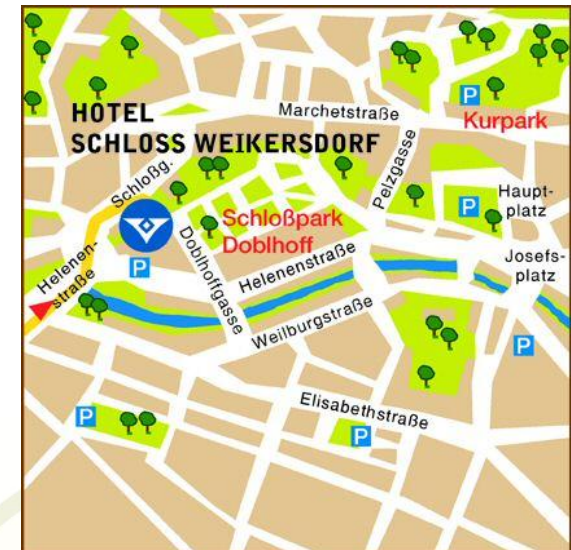 HOTEL
SCHLOSS WEIKERSDORF
Marchetstraße
P
Kurpark
Schloßg.
Pelzgasse
P
Haupt-
platz
Schloßpark
Doblhoff
Doblhoffgasse
Helenen-
straße
P
Helenenstraße
Josefs-
platz
Weilburgstraße
P
Elisabethstraße
P
P